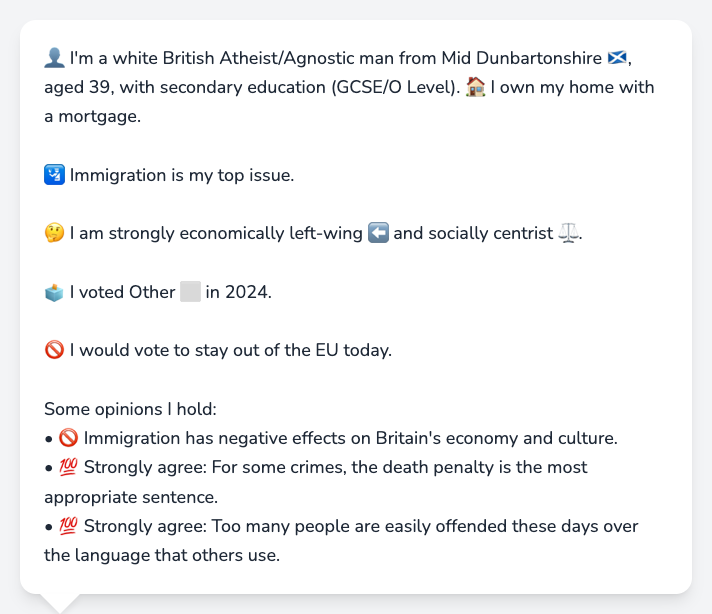 👤 I'm a white British Atheist/Agnostic man from Mid Dunbartonshire 🏴󠁧󠁢󠁳󠁣󠁴󠁿,
aged 39, with secondary education (GCSE/O Level). 🏠 I own my home with
a mortgage.
🛂 Immigration is my top issue.
🤔 I am strongly economically left-wing ⬅️ and socially centrist ⚖️.
🗳️ I voted Other ⬜ in 2024.
🚫 I would vote to stay out of the EU today.
Some opinions I hold:
• 🚫 Immigration has negative effects on Britain's economy and culture.
• 💯 Strongly agree: For some crimes, the death penalty is the most
appropriate sentence.
• 💯 Strongly agree: Too many people are easily offended these days over
the language that others use.